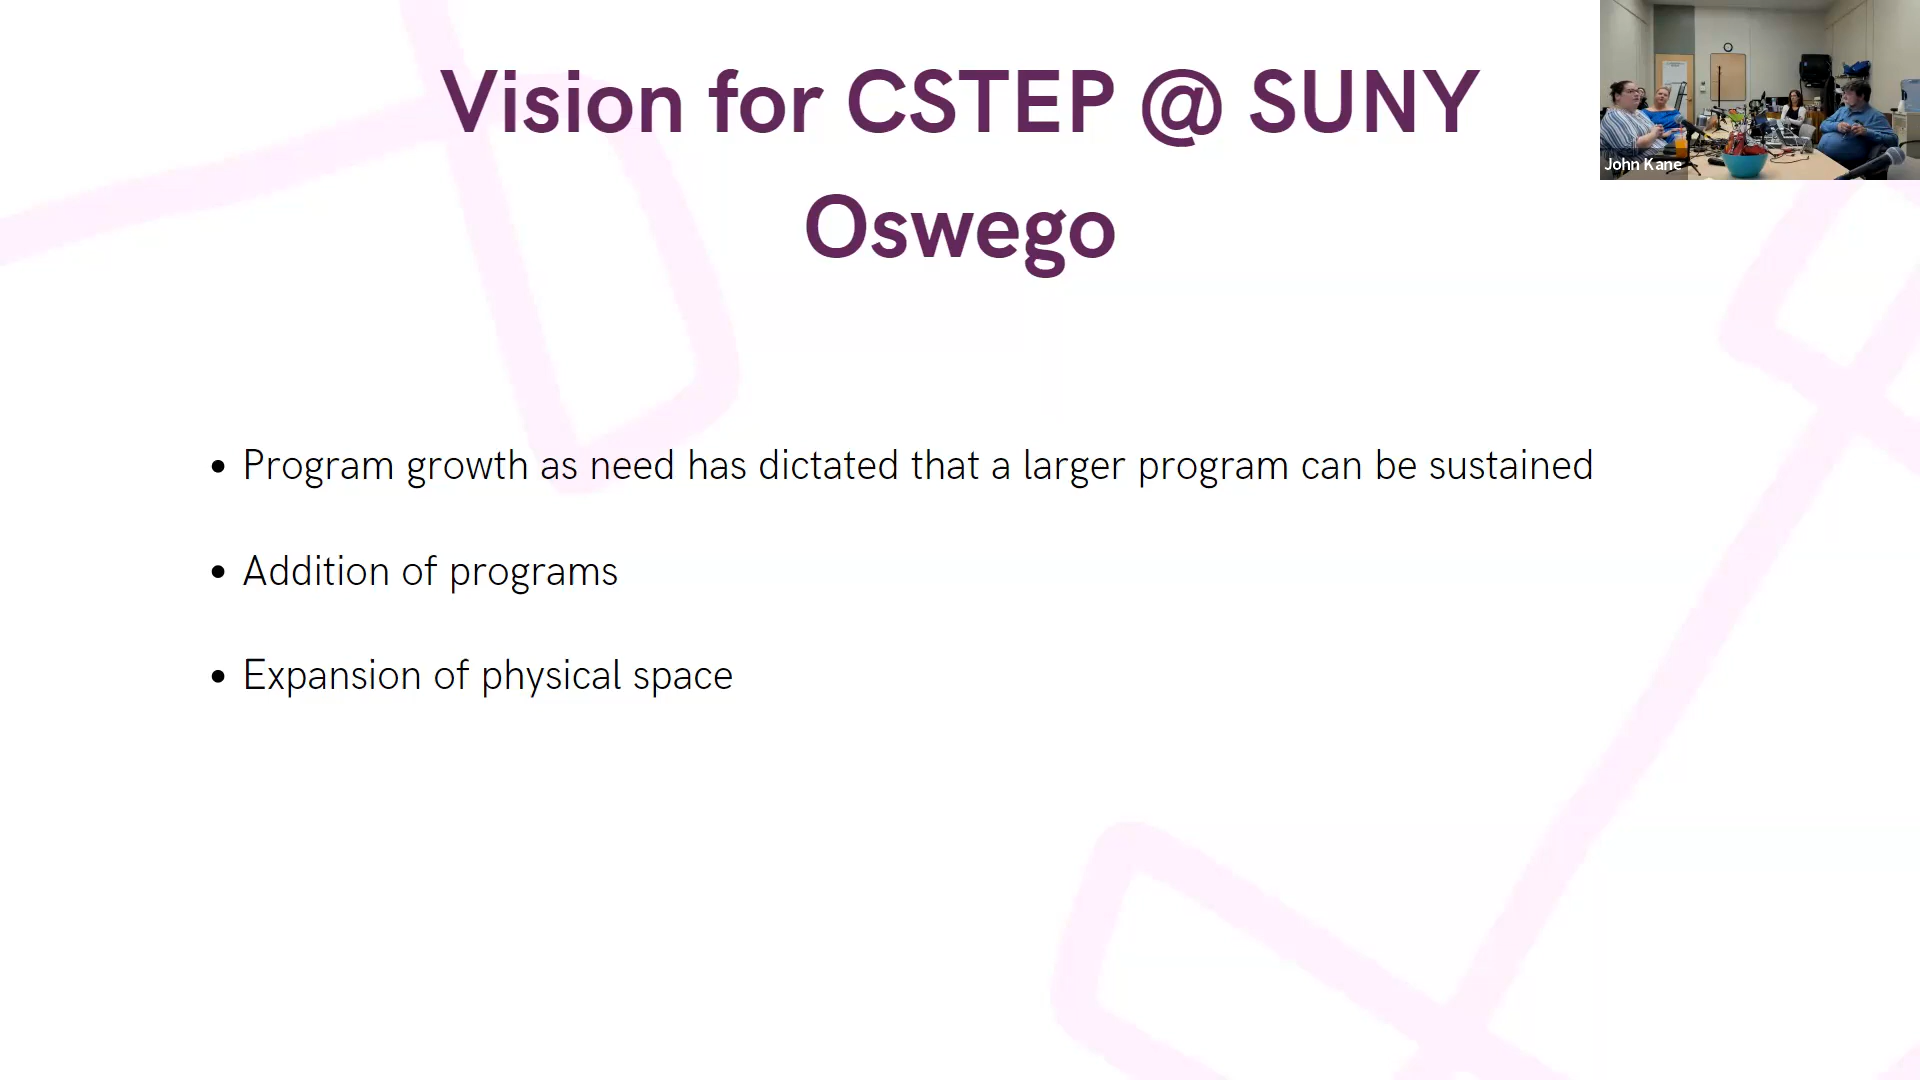 Vision for CSTEP @ SUNY
Oswego
John Kane
• Program growth as need has dictated that a larger program can be sustained
• Addition of programs
• Expansion of physical space